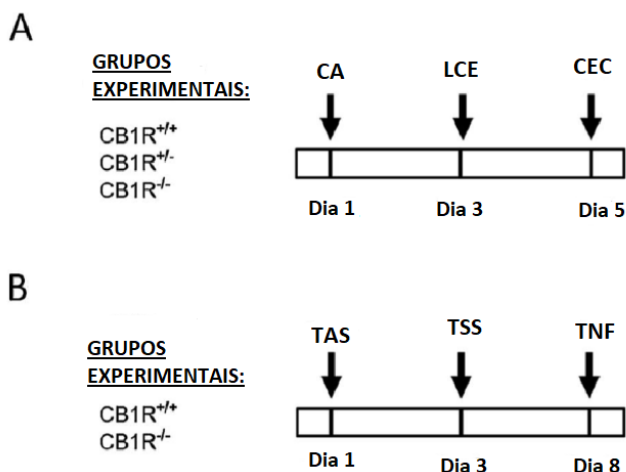 A
GRUPOS
EXPERIMENTAIS:
CB1R+/+
CB1R+/-
CB1R-/-
CA LCE CEC
Dia 1 Dia 3 Dia 5
B
GRUPOS
EXPERIMENTAIS:
CB1R+/+
CB1R-/-
TAS TSS TNF
Dia 1 Dia 3 Dia 8